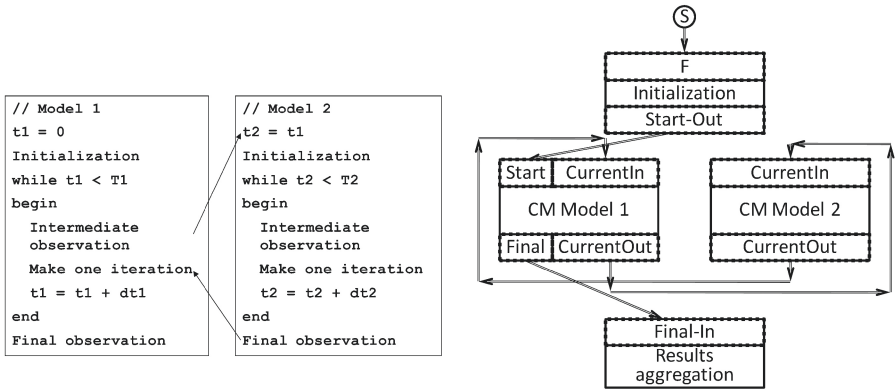 // Model 1
t1 = 0
Initialization
while t1 < T1
begin
Intermediate
observation
Make one iteration
t1 = t1 + dt1
end
Final observation
// Model 2
t2 = t1
Initialization
while t2 < T2
begin
Intermediate
observation
Make one iteration
t2 = t2 + dt2
end
Final observation
S
F
Initialization
Start-Out
Start CurrentIn
CM Model 1
Final CurrentOut
CurrentIn
CM Model 2
CurrentOut
Final-In
Results
aggregation